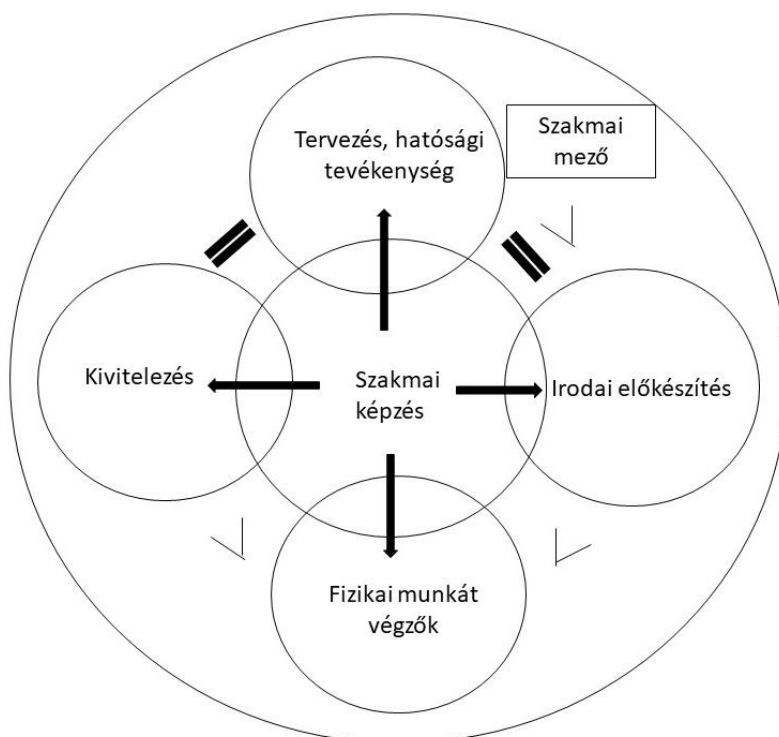 Tervezés, hatósági
tevékenység
Szakmai
mező
Kivitelezés
Szakmai
képzés
Irodai előkészítés
Fizikai munkát
végzők